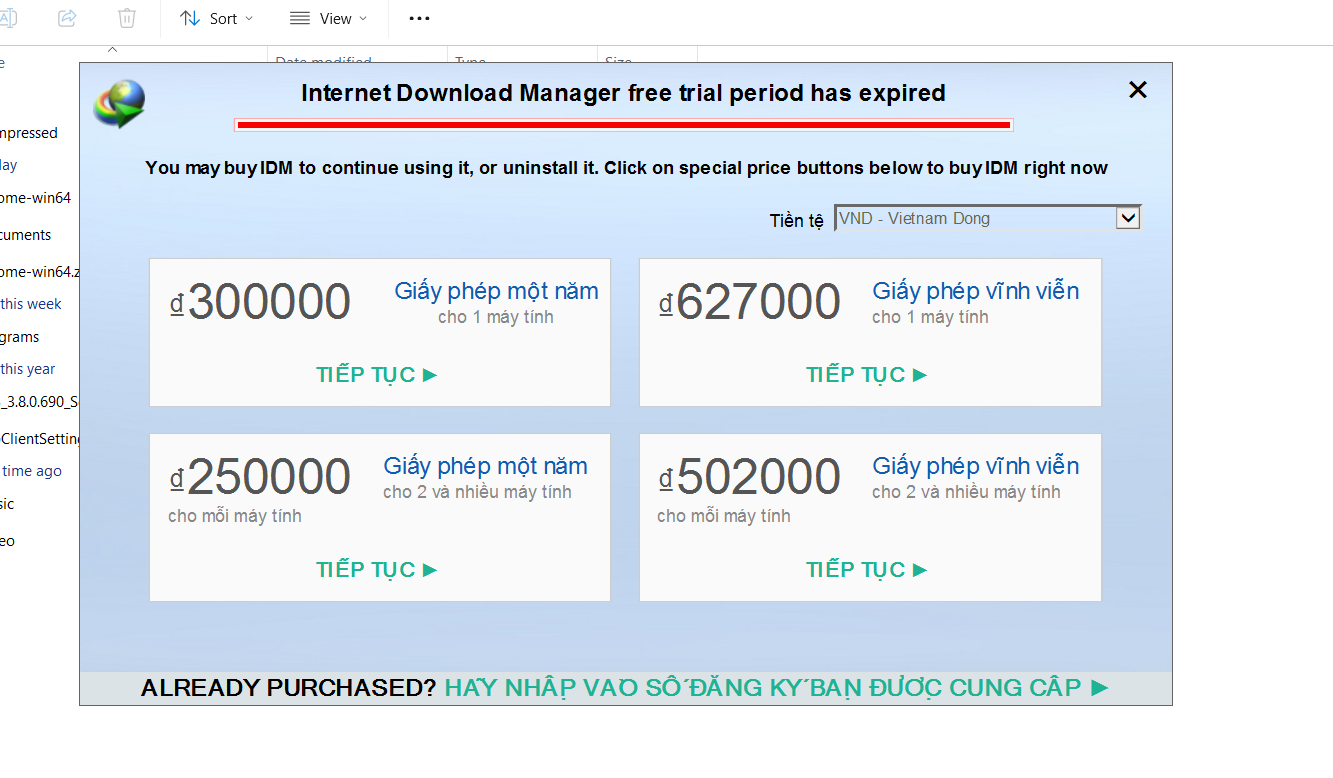 Sort
View
Date modified Type Size
Internet Download Manager free trial period has expired
You may buy IDM to continue using it, or uninstall it. Click on special price buttons below to buy IDM right now
Tiền tệ VND - Vietnam Dong
₫300000 Giấy phép một năm
cho 1 máy tính
TIẾP TỤC ►
₫627000 Giấy phép vĩnh viễn
cho 1 máy tính
TIẾP TỤC ►
₫250000 Giấy phép một năm
cho 2 và nhiều máy tính
cho mỗi máy tính
TIẾP TỤC ►
₫502000 Giấy phép vĩnh viễn
cho 2 và nhiều máy tính
cho mỗi máy tính
TIẾP TỤC ►
ALREADY PURCHASED? HÃY NHẬP VÀO SỐ ĐĂNG KÝ BẠN ĐƯỢC CUNG CẤP ►
mpressed
lay
ome-win64
cuments
ome-win64.z
this week
grams
this year
_3.8.0.690_S
ClientSetting
time ago
sic
eo